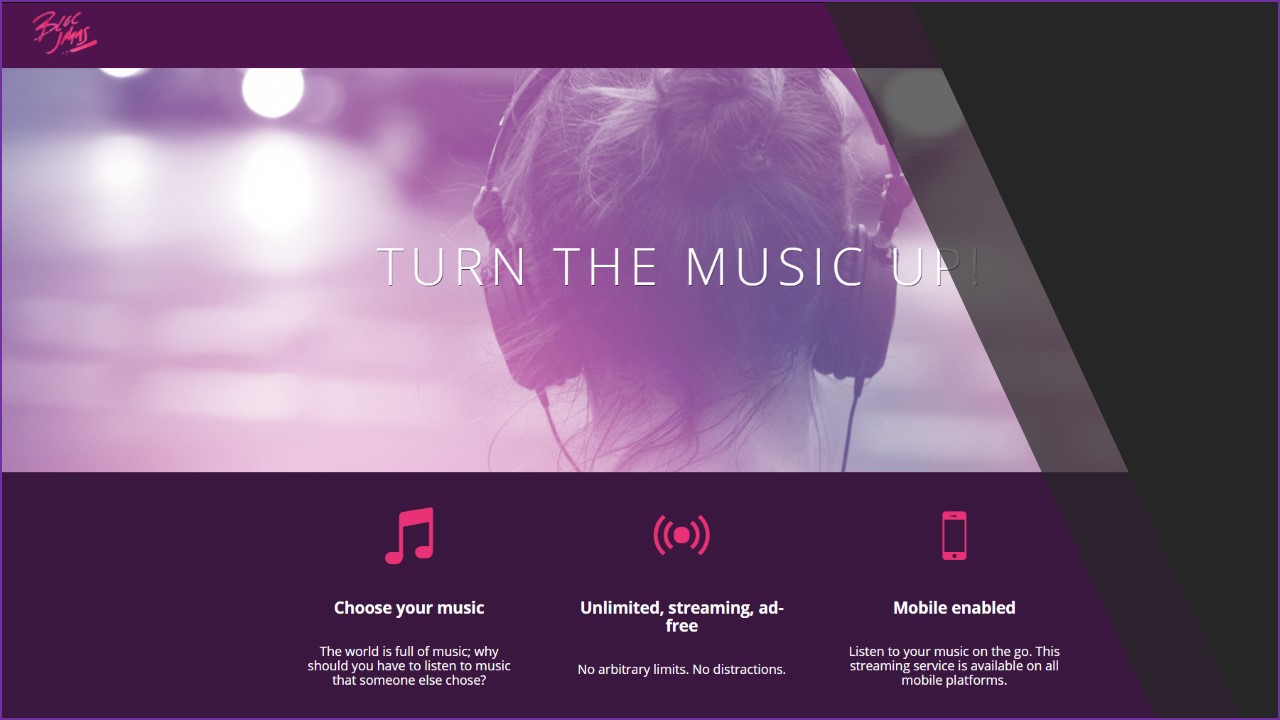 BLOC
JAMS
TURN THE MUSIC UP!
Choose your music
The world is full of music; why
should you have to listen to music
that someone else chose?
Unlimited, streaming, ad-
free
No arbitrary limits. No distractions.
Mobile enabled
Listen to your music on the go. This
streaming service is available on all
mobile platforms.